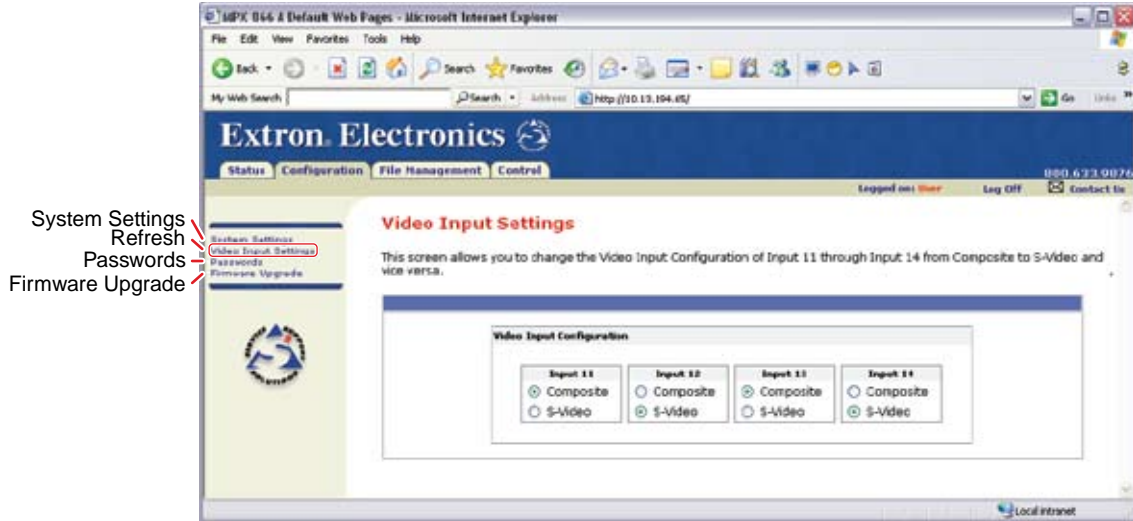 MPX 866 A Default Web Pages - Microsoft Internet Explorer
File Edit View Favorites Tools Help
Back Search Favorites
My Web Search Search Address http://10.13.194.65/ Go Links »
Extron. Electronics
Status Configuration File Management Control
800.633.9876
Logged on: User Log Off Contact Us
System Settings
Refresh
Passwords
Firmware Upgrade
System Settings
Video Input Settings
Passwords
Firmware Upgrade
Video Input Settings
This screen allows you to change the Video Input Configuration of Input 11 through Input 14 from Composite to S-Video and
vice versa.
Video Input Configuration
Input 11 Input 12 Input 13 Input 14
Composite Composite Composite Composite
S-Video S-Video S-Video S-Video
Local intranet